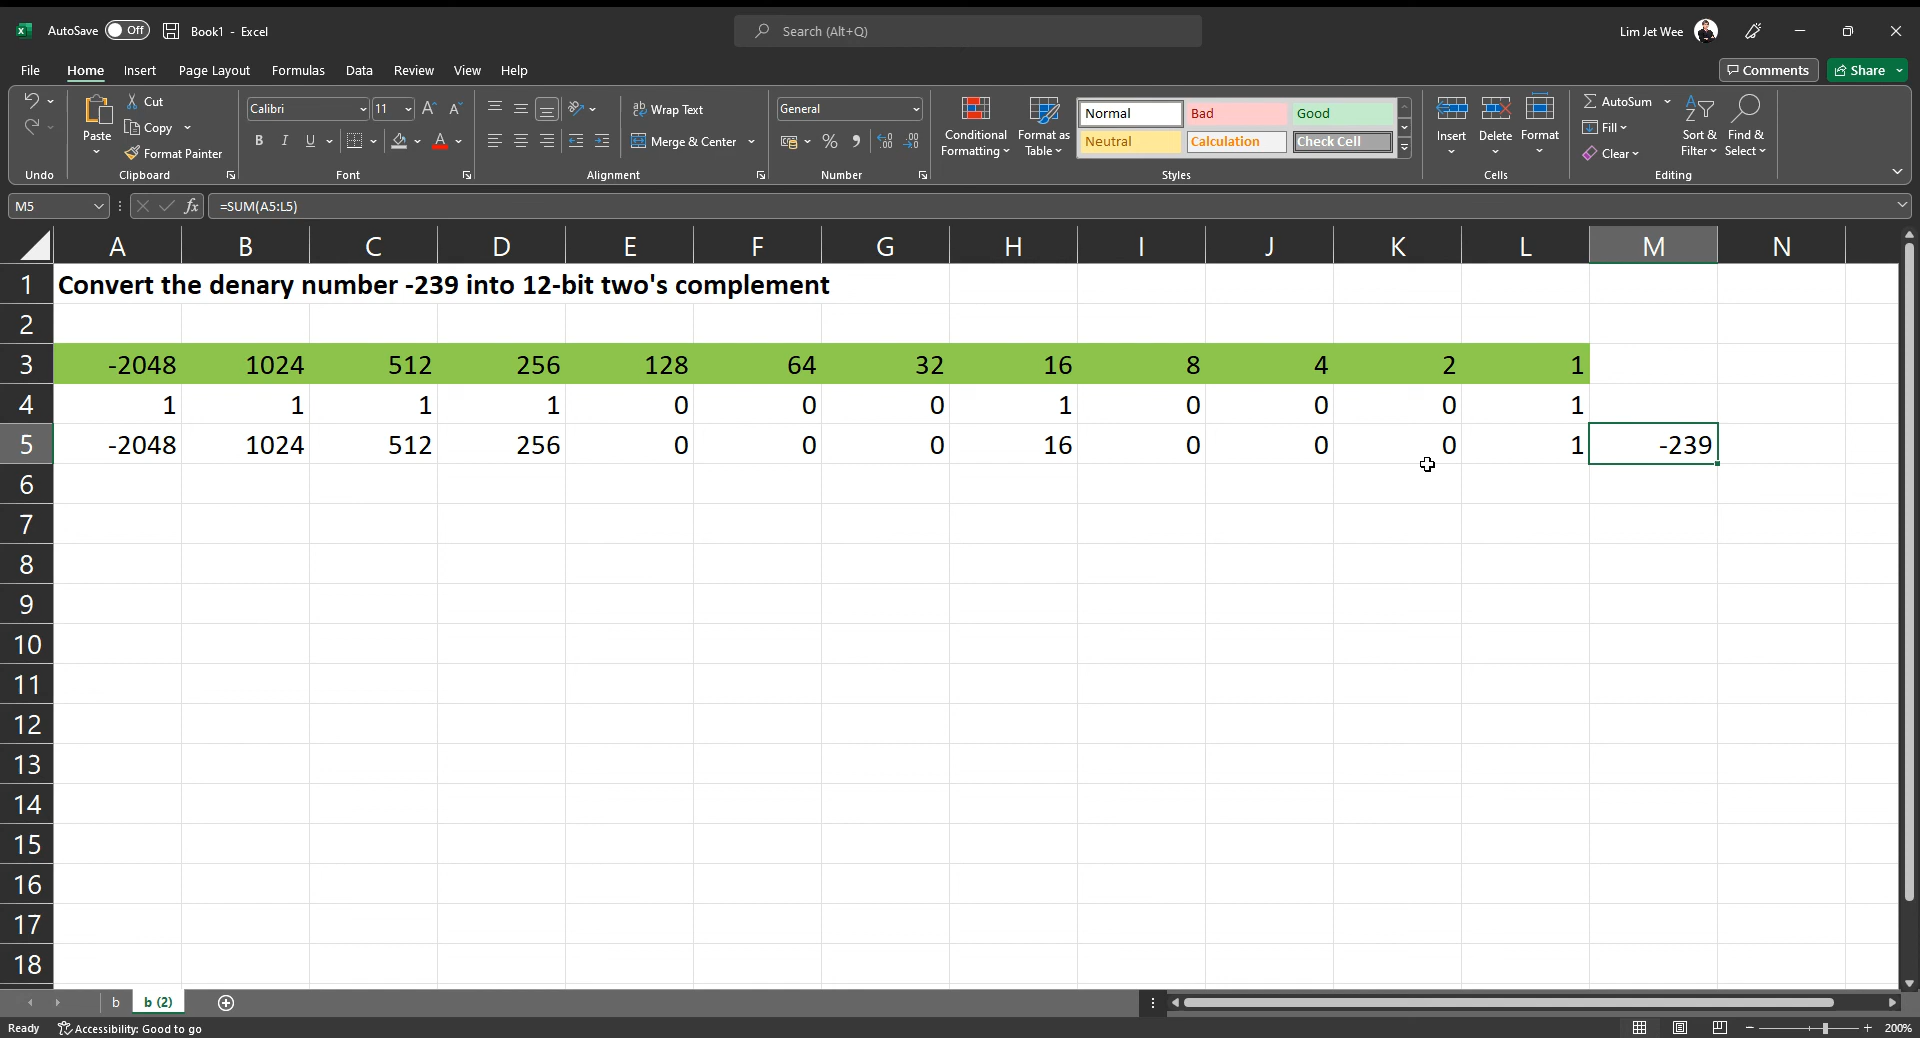 AutoSave Off Book1 - Excel Search (Alt+Q) Lim Jet Wee
File Home Insert Page Layout Formulas Data Review View Help Comments Share
Paste Cut Copy Format Painter
Calibri 11 A A
B I U A
Wrap Text
Merge & Center
General
% ,
Conditional Formatting
Format as Table
Normal Bad Good
Neutral Calculation Check Cell
Insert Delete Format
AutoSum Fill Clear
Sort & Filter
Find & Select
Undo Clipboard Font Alignment Number Styles Cells Editing
M5 fx =SUM(A5:L5)
A B C D E F G H I J K L M N
1 Convert the denary number -239 into 12-bit two's complement
2
3 -2048 1024 512 256 128 64 32 16 8 4 2 1
4 1 1 1 1 0 0 0 1 0 0 0 1
5 -2048 1024 512 256 0 0 0 16 0 0 0 1 -239
6
7
8
9
10
11
12
13
14
15
16
17
18
b b (2)
Ready Accessibility: Good to go 200%